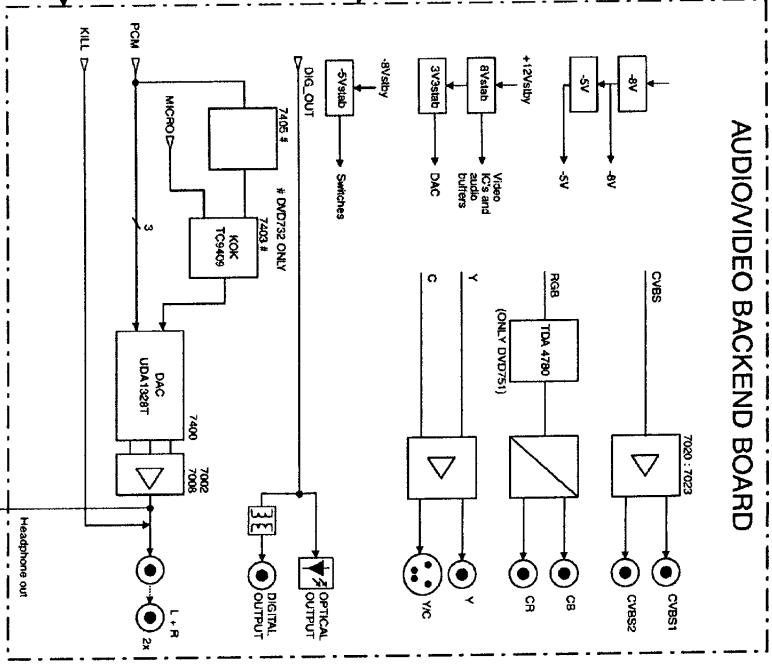 AUDIO/VIDEO BACKEND BOARD
-8V
-5V
-8V
-5V
+12Vstby
8Vstab
3V3stab
Video
IC's and
audio
buffers
DAC
-8Vstby
-5Vstab
Switches
DIG_OUT
CVBS
7020 : 7023
CVBS1
CVBS2
RGB
TDA 4780
(ONLY DVD751)
CB
CR
Y
C
Y
Y/C
OPTICAL
OUTPUT
DIGITAL
OUTPUT
7405 #
# DVD732 ONLY
7403 #
KOK
TC9409
MICRO
PCM
3
KILL
DAC
UDA1328T
7400
7002
7008
L + R
2x
Headphone out